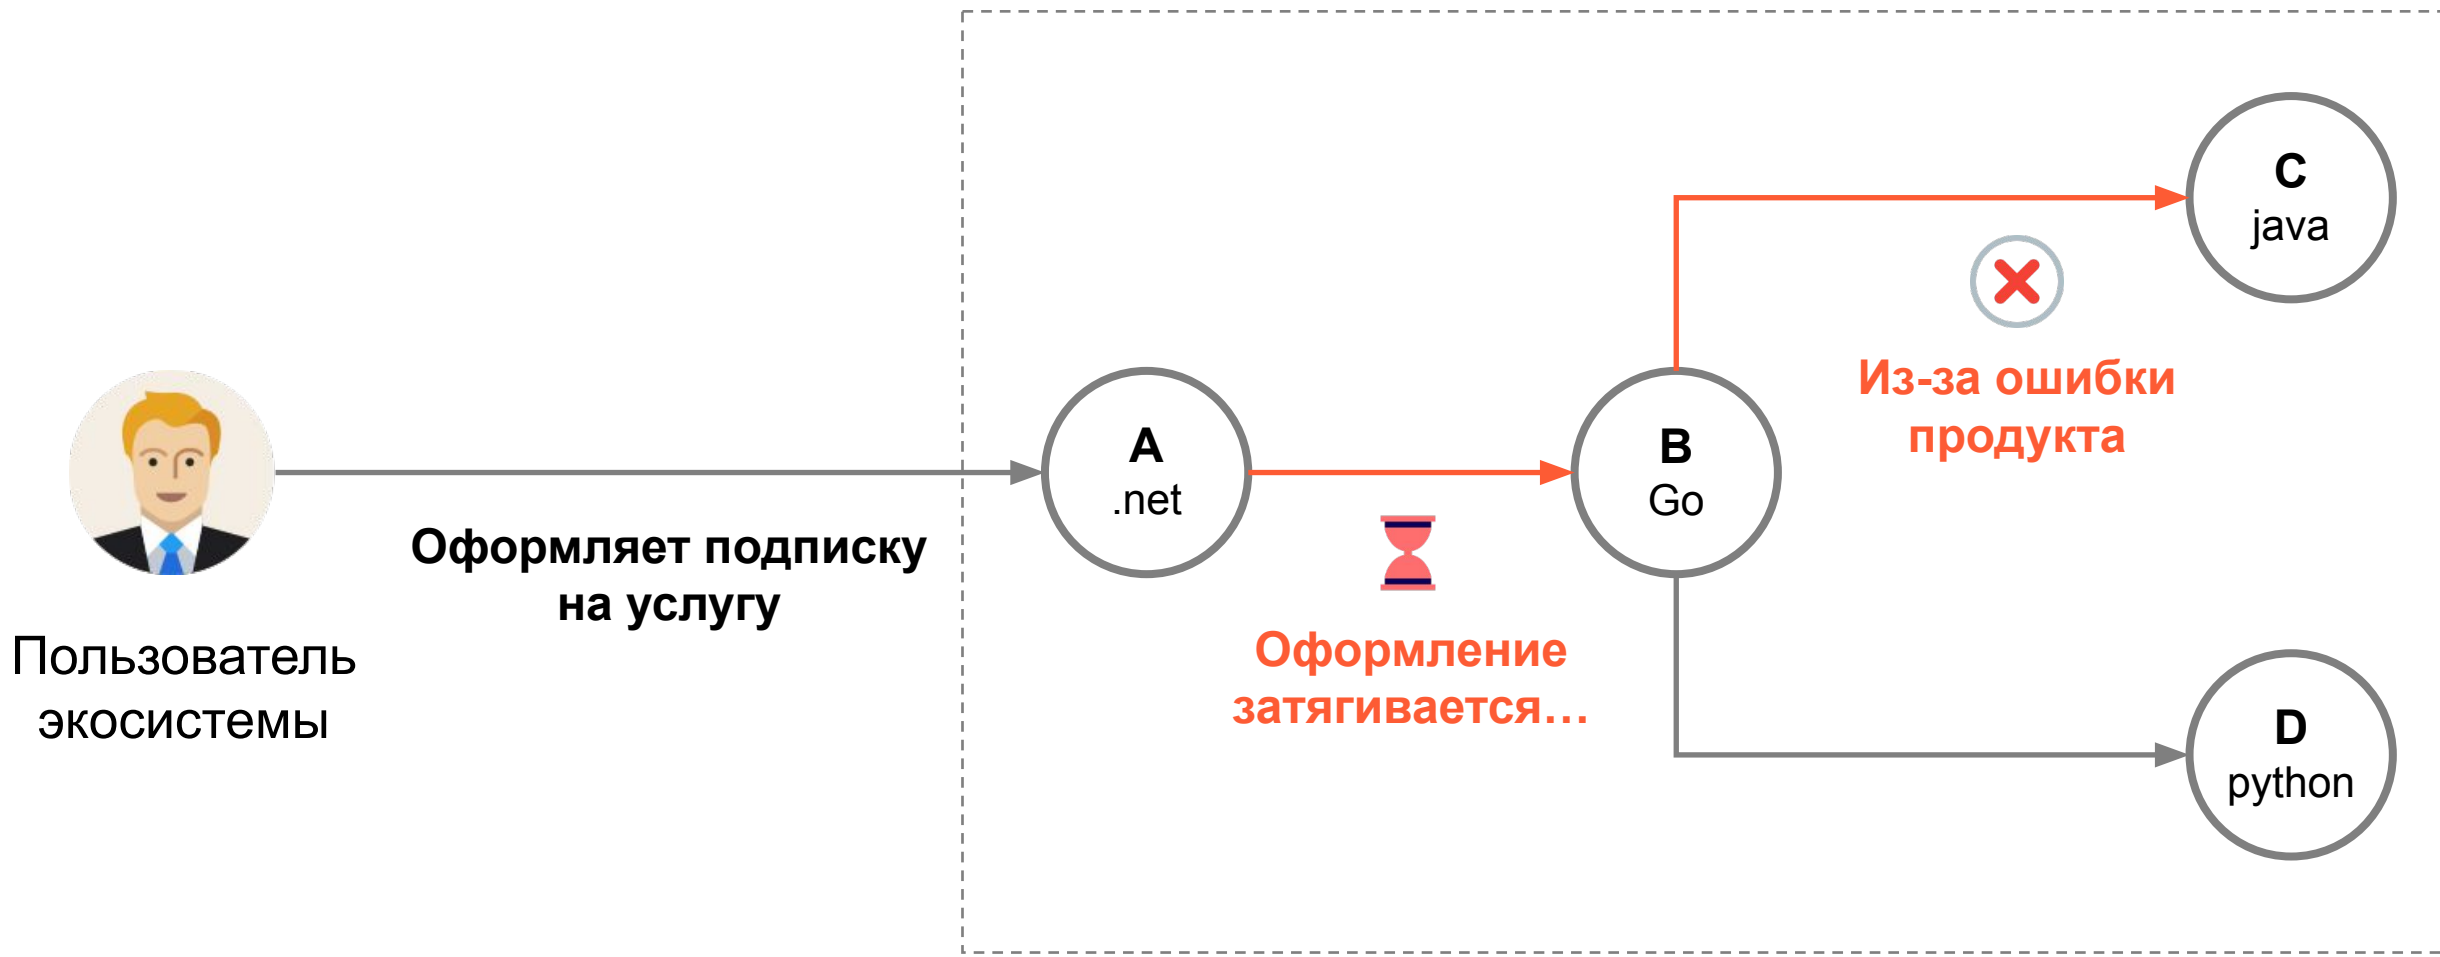 Пользователь
экосистемы
Оформляет подписку
на услугу
A
.net
Оформление
затягивается...
B
Go
Из-за ошибки
продукта
C
java
D
python